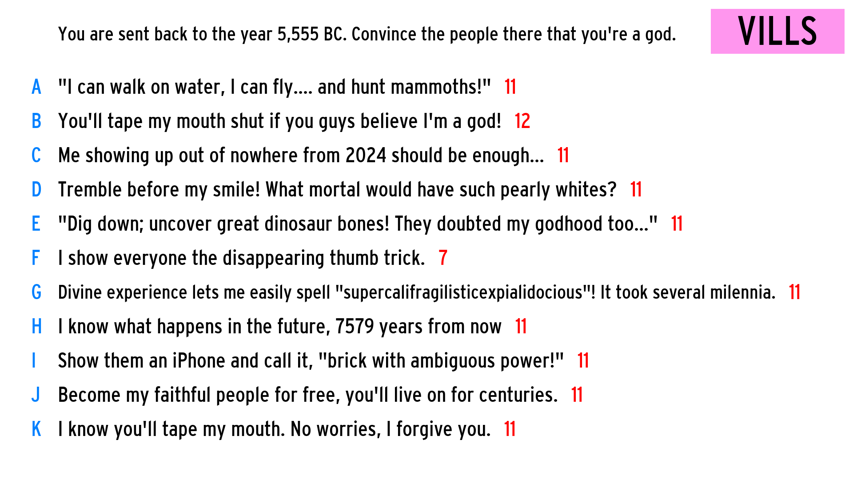 You are sent back to the year 5,555 BC. Convince the people there that you're a god.
VILLS
A "I can walk on water, I can fly.... and hunt mammoths!" 11
B You'll tape my mouth shut if you guys believe I'm a god! 12
C Me showing up out of nowhere from 2024 should be enough... 11
D Tremble before my smile! What mortal would have such pearly whites? 11
E "Dig down; uncover great dinosaur bones! They doubted my godhood too..." 11
F I show everyone the disappearing thumb trick. 7
G Divine experience lets me easily spell "supercalifragilisticexpialidocious"! It took several milennia. 11
H I know what happens in the future, 7579 years from now 11
I Show them an iPhone and call it, "brick with ambiguous power!" 11
J Become my faithful people for free, you'll live on for centuries. 11
K I know you'll tape my mouth. No worries, I forgive you. 11